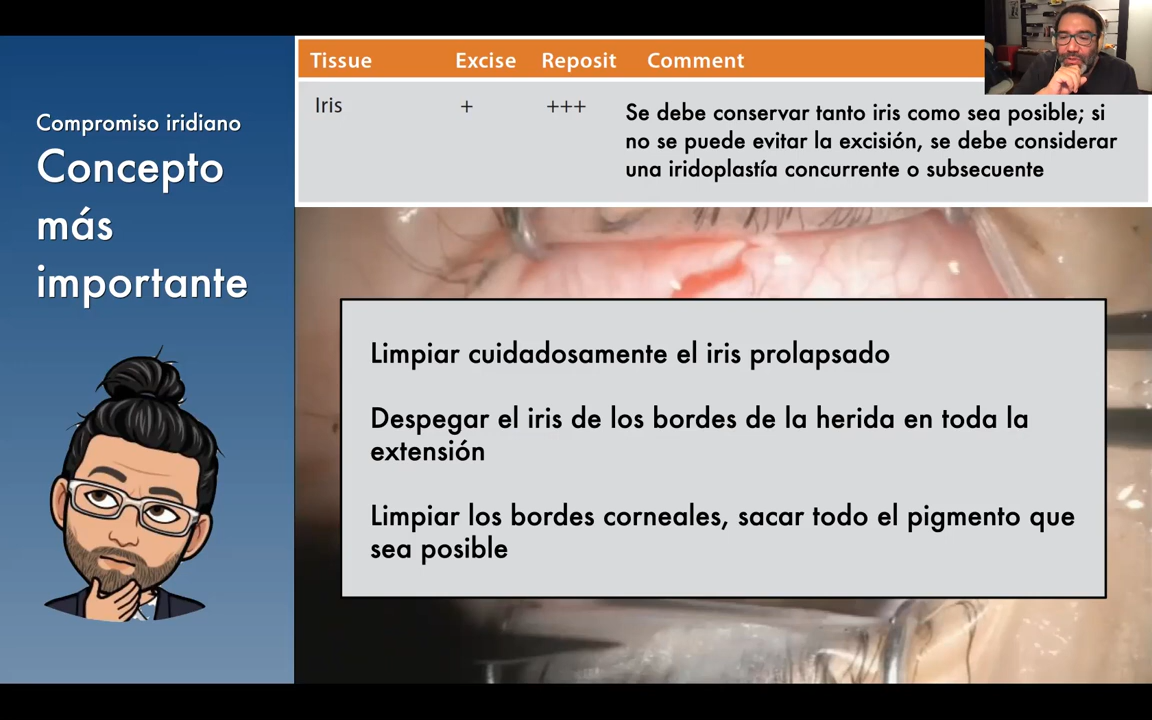 Compromiso iridiano
Concepto
más
importante
Tissue Excise Reposit Comment
Iris + +++ Se debe conservar tanto iris como sea posible; si
no se puede evitar la excisión, se debe considerar
una iridoplastía concurrente o subsecuente
Limpiar cuidadosamente el iris prolapsado
Despegar el iris de los bordes de la herida en toda la
extensión
Limpiar los bordes corneales, sacar todo el pigmento que
sea posible